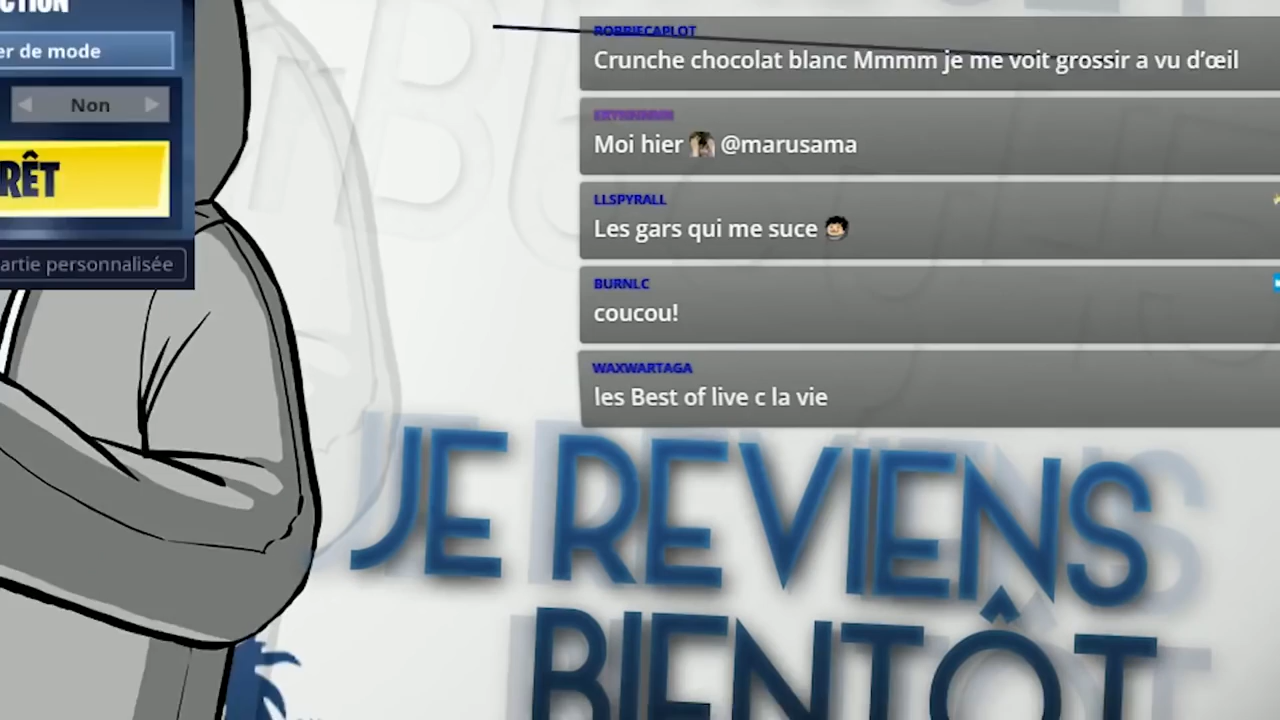 CTION
er de mode
Non
RÊT
artie personnalisée
ROBBIECAPLOT
Crunche chocolat blanc Mmmm je me voit grossir a vu d’œil
Moi hier @marusama
LLSPYRALL
Les gars qui me suce
BURNLC
coucou!
WAXWARTAGA
les Best of live c la vie
JE REVIENS
BIENTÔT